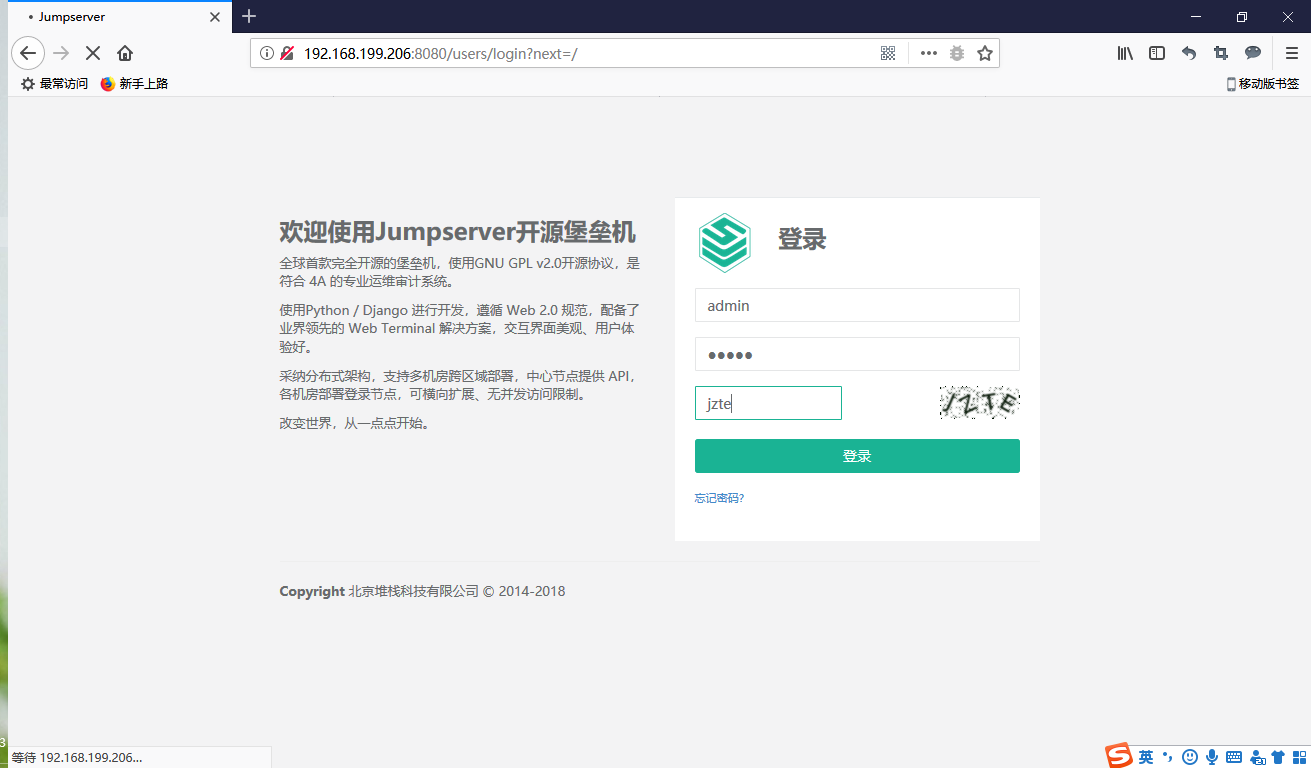 Jumpserver
192.168.199.206:8080/users/login?next=/
最常访问 新手上路 移动版书签
欢迎使用Jumpserver开源堡垒机
全球首款完全开源的堡垒机，使用GNU GPL v2.0开源协议，是
符合 4A 的专业运维审计系统。
使用Python / Django 进行开发，遵循 Web 2.0 规范，配备了
业界领先的 Web Terminal 解决方案，交互界面美观、用户体
验好。
采纳分布式架构，支持多机房跨区域部署，中心节点提供 API，
各机房部署登录节点，可横向扩展、无并发访问限制。
改变世界，从一点点开始。
登录
admin
●●●●●
jzte JZTE
登录
忘记密码?
Copyright 北京堆栈科技有限公司 © 2014-2018
3
等待 192.168.199.206...
英